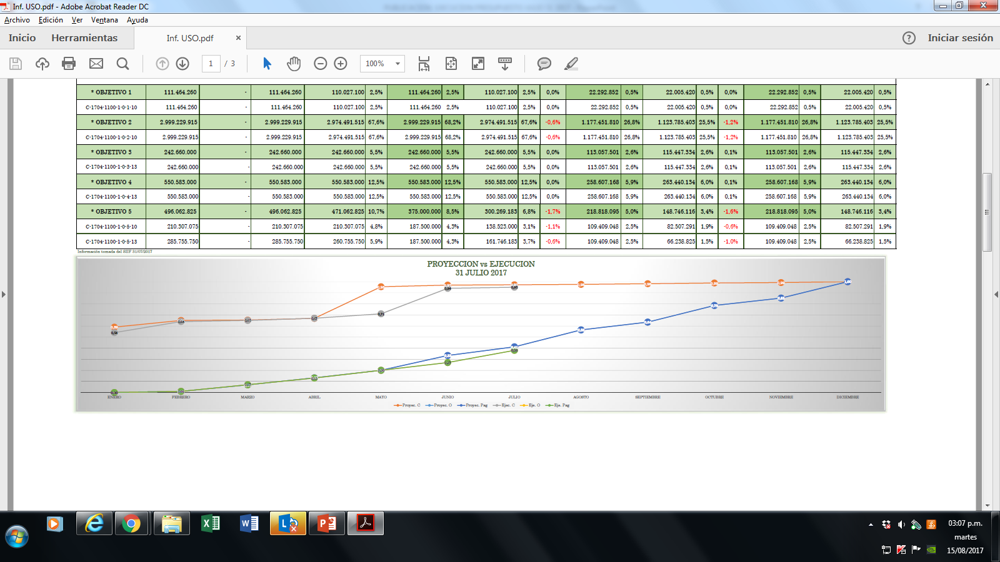 Inf. USO.pdf - Adobe Acrobat Reader DC
Archivo Edición Ver Ventana Ayuda
Inicio Herramientas Inf. USO.pdf × ? Iniciar sesión
1 / 3 100%
* OBJETIVO 1 111.464.260 - 111.464.260 110.027.100 2,5% 111.464.260 2,5% 110.027.100 2,5% 0,0% 22.292.852 0,5% 22.005.420 0,5% 0,0% 22.292.852 0,5% 22.005.420 0,5%
C-1704-1100-1-0-1-10 111.464.260 - 111.464.260 110.027.100 2,5% 111.464.260 2,5% 110.027.100 2,5% 0,0% 22.292.852 0,5% 22.005.420 0,5% 0,0% 22.292.852 0,5% 22.005.420 0,5%
* OBJETIVO 2 2.999.229.915 - 2.999.229.915 2.974.491.515 67,6% 2.999.229.915 68,2% 2.974.491.515 67,6% -0,6% 1.177.451.810 26,8% 1.123.785.403 25,5% -1,2% 1.177.451.810 26,8% 1.123.785.403 25,5%
C-1704-1100-1-0-2-10 2.999.229.915 - 2.999.229.915 2.974.491.515 67,6% 2.999.229.915 68,2% 2.974.491.515 67,6% -0,6% 1.177.451.810 26,8% 1.123.785.403 25,5% -1,2% 1.177.451.810 26,8% 1.123.785.403 25,5%
* OBJETIVO 3 242.660.000 - 242.660.000 242.660.000 5,5% 242.660.000 5,5% 242.660.000 5,5% 0,0% 113.057.501 2,6% 115.447.334 2,6% 0,1% 113.057.501 2,6% 115.447.334 2,6%
C-1704-1100-1-0-3-13 242.660.000 - 242.660.000 242.660.000 5,5% 242.660.000 5,5% 242.660.000 5,5% 0,0% 113.057.501 2,6% 115.447.334 2,6% 0,1% 113.057.501 2,6% 115.447.334 2,6%
* OBJETIVO 4 550.583.000 - 550.583.000 550.583.000 12,5% 550.583.000 12,5% 550.583.000 12,5% 0,0% 258.607.168 5,9% 263.440.134 6,0% 0,1% 258.607.168 5,9% 263.440.134 6,0%
C-1704-1100-1-0-4-13 550.583.000 - 550.583.000 550.583.000 12,5% 550.583.000 12,5% 550.583.000 12,5% 0,0% 258.607.168 5,9% 263.440.134 6,0% 0,1% 258.607.168 5,9% 263.440.134 6,0%
* OBJETIVO 5 496.062.825 - 496.062.825 471.062.825 10,7% 375.000.000 8,5% 300.269.183 6,8% -1,7% 218.818.095 5,0% 148.746.116 3,4% -1,6% 218.818.095 5,0% 148.746.116 3,4%
C-1704-1100-1-0-5-10 210.307.075 - 210.307.075 210.307.075 4,8% 187.500.000 4,3% 138.523.000 3,1% -1,1% 109.409.048 2,5% 82.507.291 1,9% -0,6% 109.409.048 2,5% 82.507.291 1,9%
C-1704-1100-1-0-5-13 285.755.750 - 285.755.750 260.755.750 5,9% 187.500.000 4,3% 161.746.183 3,7% -0,6% 109.409.048 2,5% 66.238.825 1,5% -1,0% 109.409.048 2,5% 66.238.825 1,5%
Información tomada del SIIF 31/07/2017
PROYECCION vs EJECUCION
31 JULIO 2017
0,54 0,64 0,65 0,67 0,71 0,94 0,95
0,20 0,27 0,38
ENERO FEBRERO MARZO ABRIL MAYO JUNIO JULIO AGOSTO SEPTIEMBRE OCTUBRE NOVIEMBRE DICIEMBRE
Proyec. C Proyec. O Proyec. Pag Ejec. C Eje. O Eje. Pag
03:07 p.m.
martes
15/08/2017